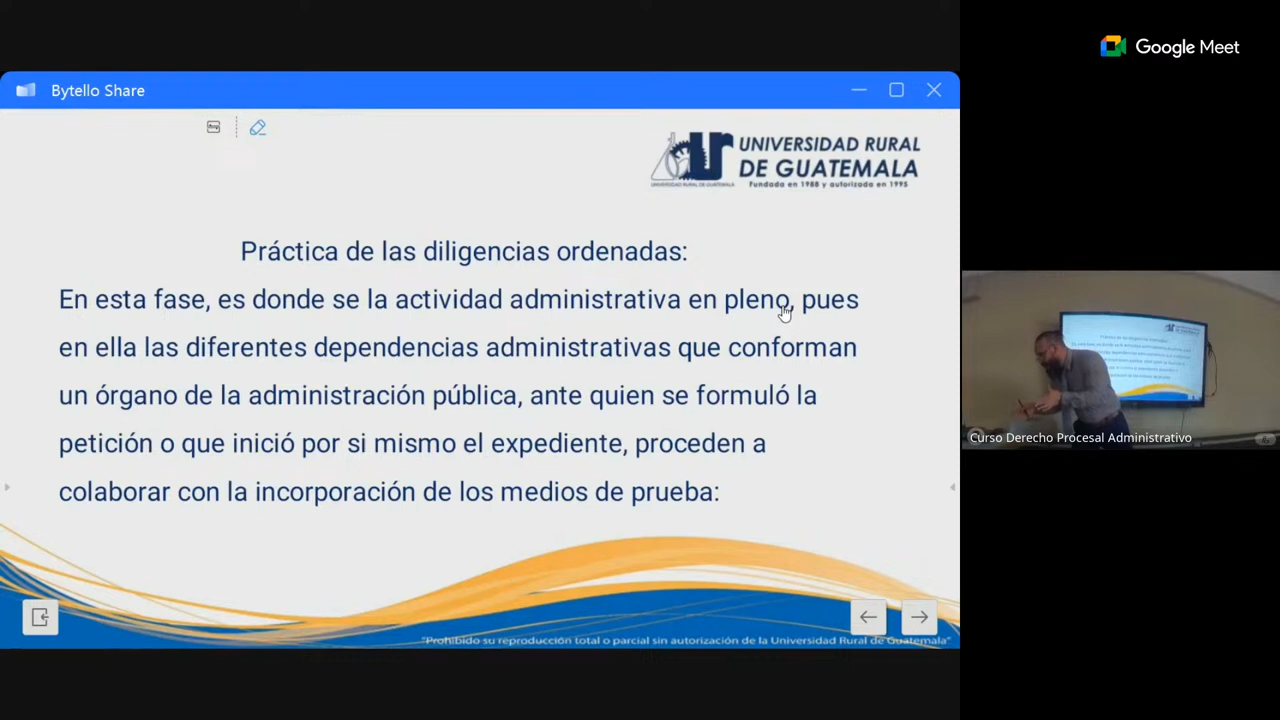 Google Meet
Bytello Share
UNIVERSIDAD RURAL
DE GUATEMALA
UNIVERSIDAD RURAL DE GUATEMALA
Fundada en 1988 y autorizada en 1995
Práctica de las diligencias ordenadas:
En esta fase, es donde se la actividad administrativa en pleno, pues
en ella las diferentes dependencias administrativas que conforman
un órgano de la administración pública, ante quien se formuló la
petición o que inició por si mismo el expediente, proceden a
colaborar con la incorporación de los medios de prueba:
"Prohibido su reproducción total o parcial sin autorización de la Universidad Rural de Guatemala"
Curso Derecho Procesal Administrativo